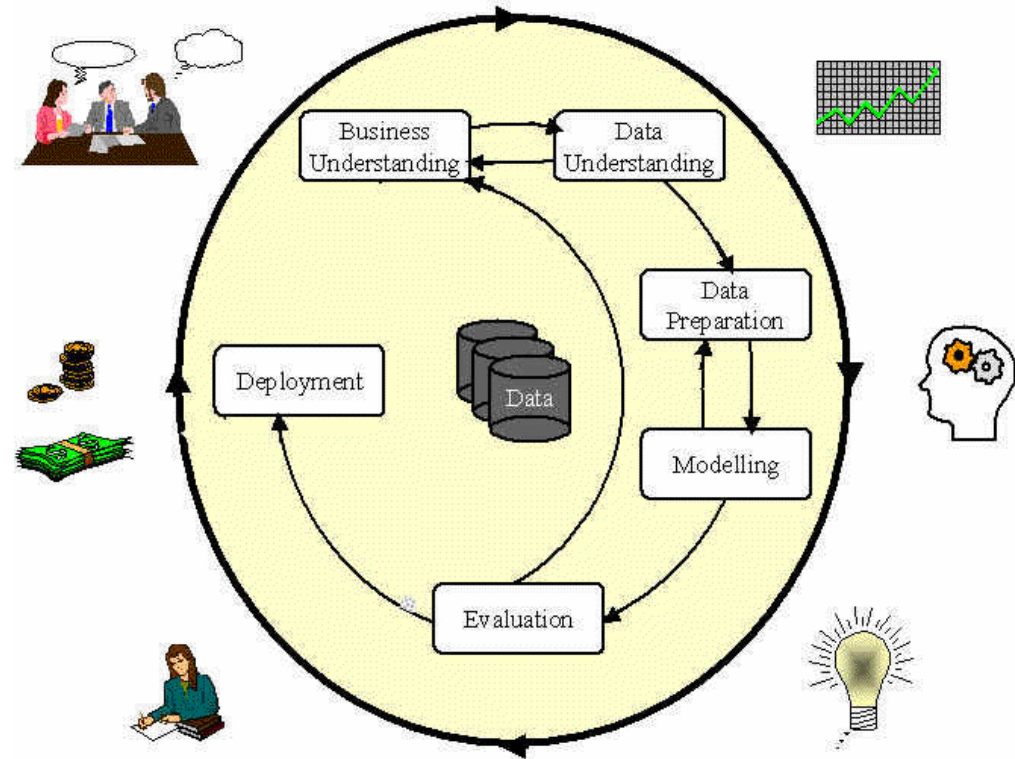 Business
Understanding
Data
Understanding
Data
Preparation
Deployment
Data
Modelling
Evaluation